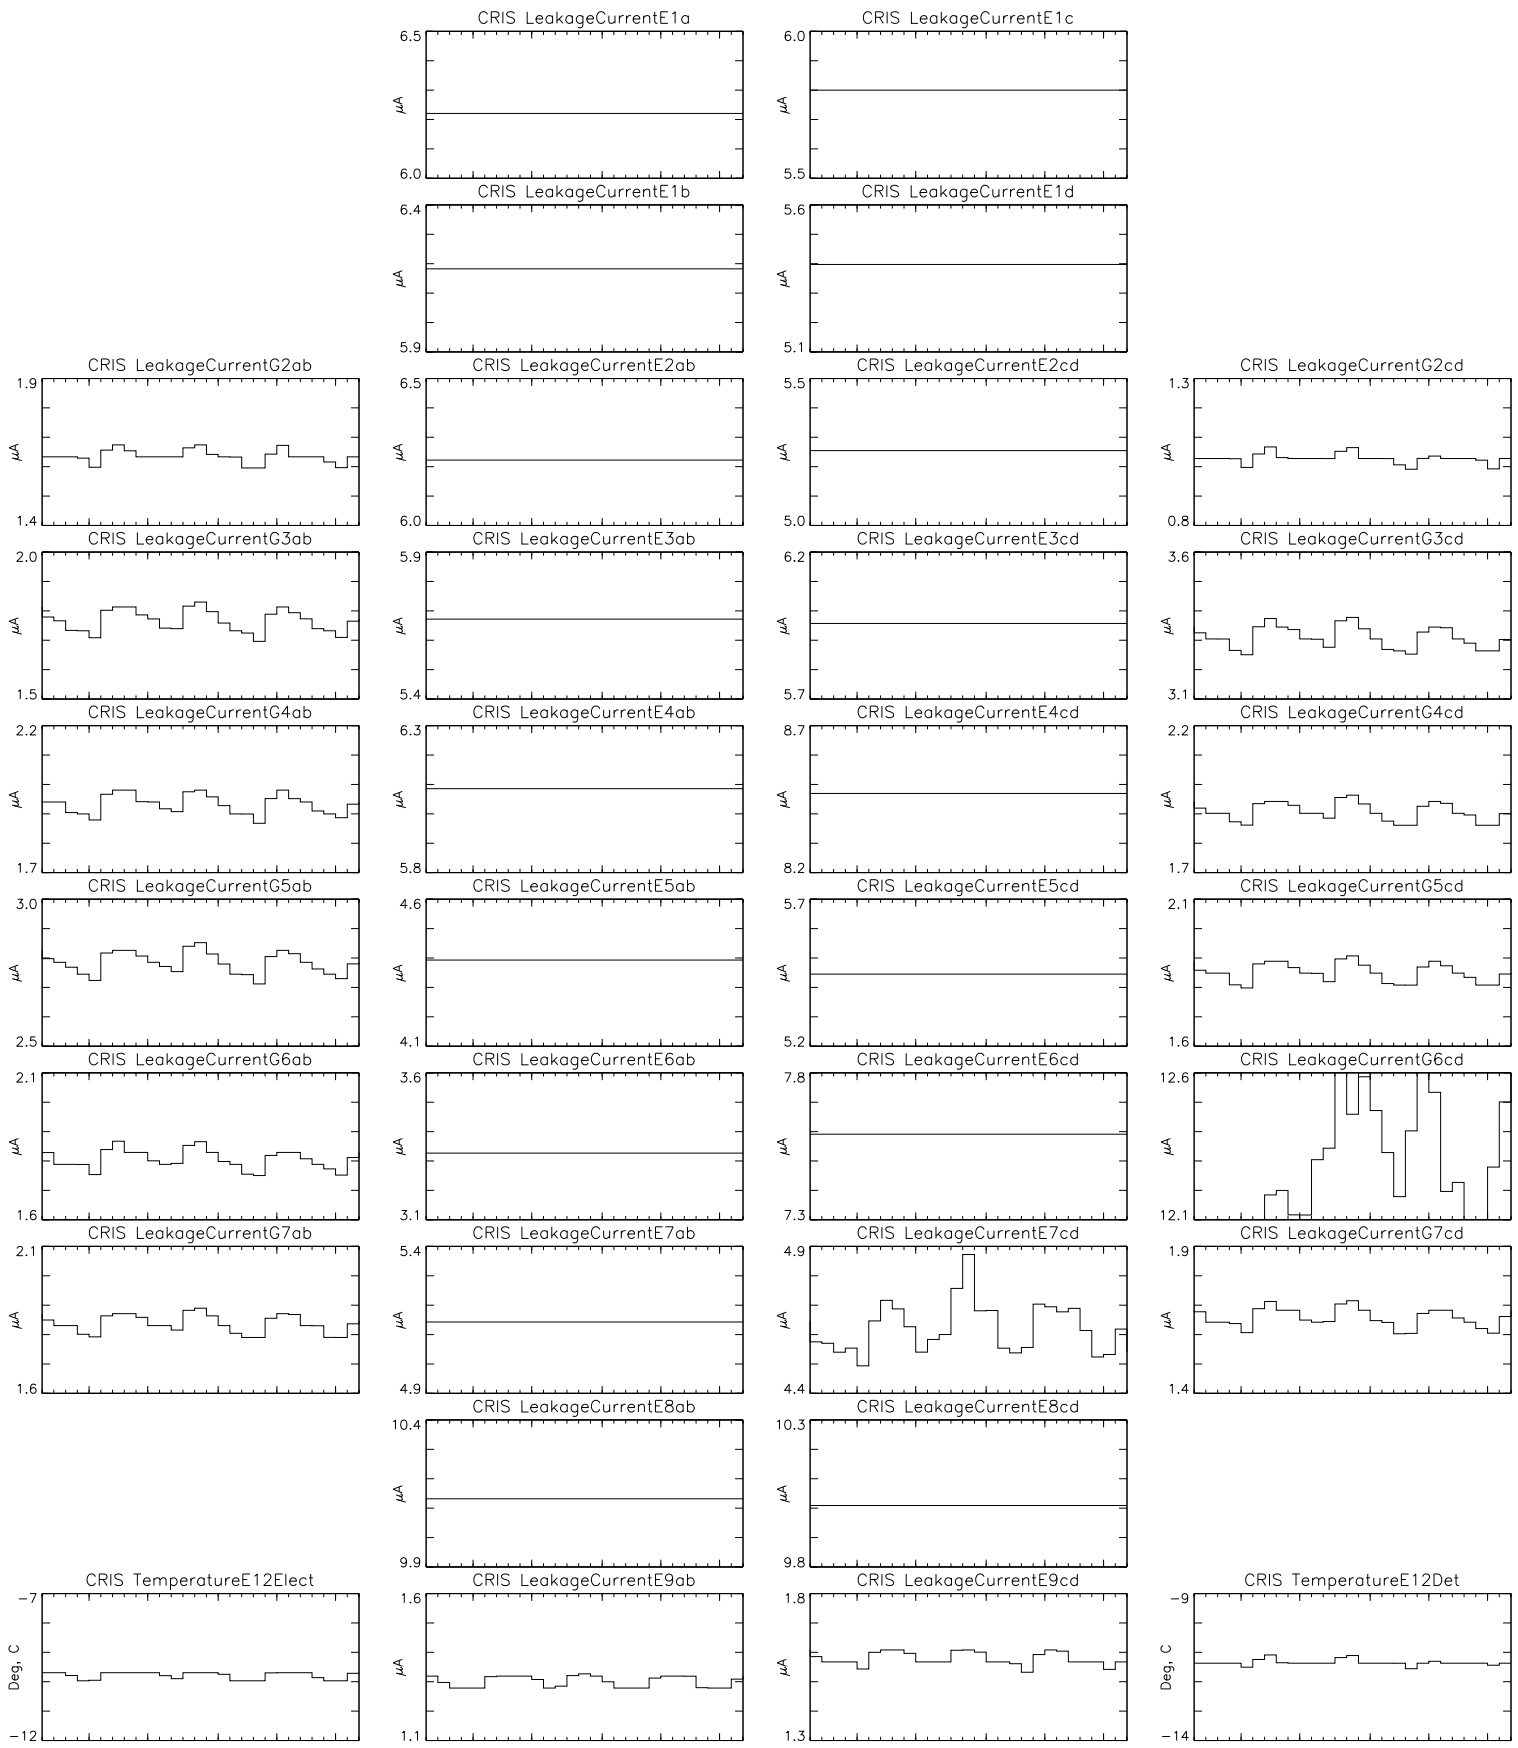 CRIS LeakageCurrentE1a
6.5
μA
6.0
CRIS LeakageCurrentE1c
6.0
μA
5.5
CRIS LeakageCurrentE1b
6.4
μA
5.9
CRIS LeakageCurrentE1d
5.6
μA
5.1
CRIS LeakageCurrentG2ab
1.9
μA
1.4
CRIS LeakageCurrentE2ab
6.5
μA
6.0
CRIS LeakageCurrentE2cd
5.5
μA
5.0
CRIS LeakageCurrentG2cd
1.3
μA
0.8
CRIS LeakageCurrentG3ab
2.0
μA
1.5
CRIS LeakageCurrentE3ab
5.9
μA
5.4
CRIS LeakageCurrentE3cd
6.2
μA
5.7
CRIS LeakageCurrentG3cd
3.6
μA
3.1
CRIS LeakageCurrentG4ab
2.2
μA
1.7
CRIS LeakageCurrentE4ab
6.3
μA
5.8
CRIS LeakageCurrentE4cd
8.7
μA
8.2
CRIS LeakageCurrentG4cd
2.2
μA
1.7
CRIS LeakageCurrentG5ab
3.0
μA
2.5
CRIS LeakageCurrentE5ab
4.6
μA
4.1
CRIS LeakageCurrentE5cd
5.7
μA
5.2
CRIS LeakageCurrentG5cd
2.1
μA
1.6
CRIS LeakageCurrentG6ab
2.1
μA
1.6
CRIS LeakageCurrentE6ab
3.6
μA
3.1
CRIS LeakageCurrentE6cd
7.8
μA
7.3
CRIS LeakageCurrentG6cd
12.6
μA
12.1
CRIS LeakageCurrentG7ab
2.1
μA
1.6
CRIS LeakageCurrentE7ab
5.4
μA
4.9
CRIS LeakageCurrentE7cd
4.9
μA
4.4
CRIS LeakageCurrentG7cd
1.9
μA
1.4
CRIS LeakageCurrentE8ab
10.4
μA
9.9
CRIS LeakageCurrentE8cd
10.3
μA
9.8
CRIS TemperatureE12Elect
-7
Deg, C
-12
CRIS LeakageCurrentE9ab
1.6
μA
1.1
CRIS LeakageCurrentE9cd
1.8
μA
1.3
CRIS TemperatureE12Det
-9
Deg, C
-14